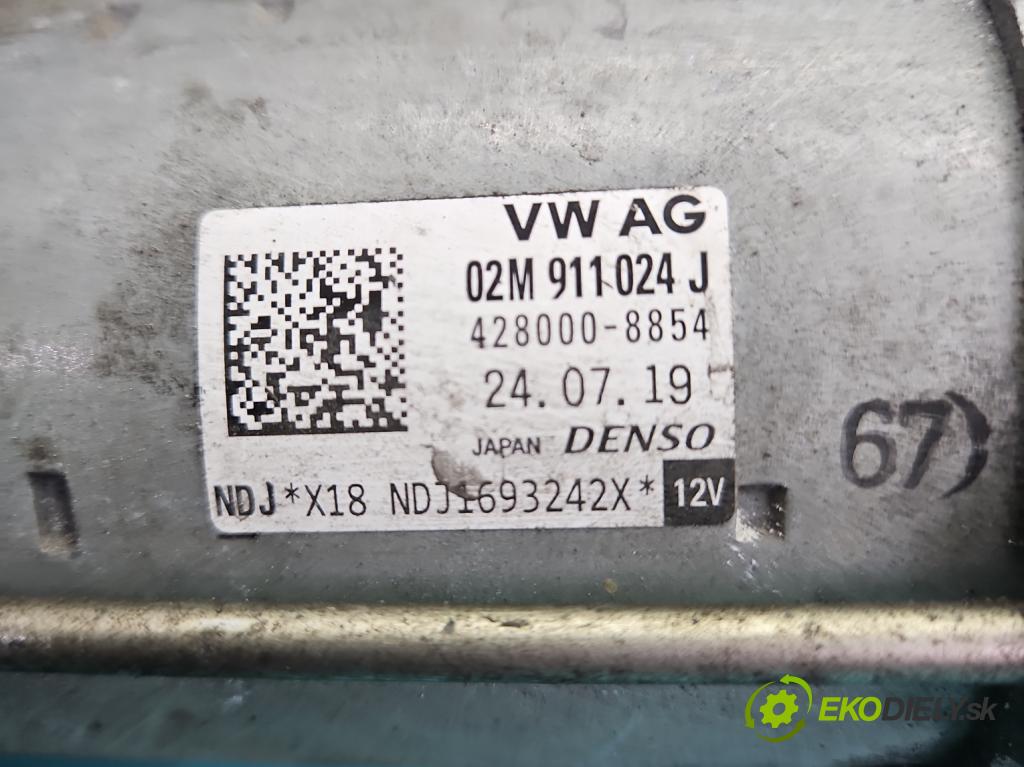 VW AG
02M 911 024 J
428000-8854
24.07.19
JAPAN DENSO
NDJ*X18 NDJ1693242X* 12V
67)
EKODIELY.sk